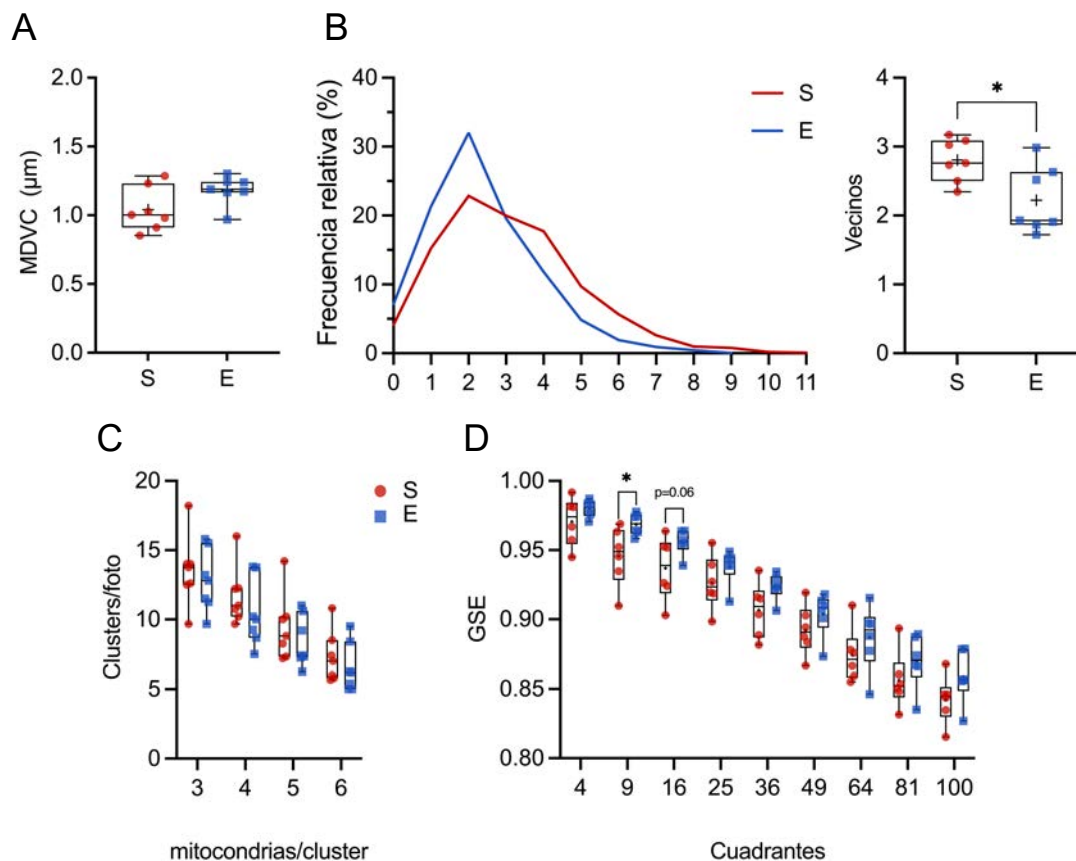 A
MDVC (µm)
2.0
1.5
1.0
0.5
0.0
S E
B
Frecuencia relativa (%)
40
30
20
10
0
0 1 2 3 4 5 6 7 8 9 10 11
S
E
Vecinos
4
3
2
1
0
*
S E
C
Clusters/foto
20
15
10
5
0
3 4 5 6
mitocondrias/cluster
S
E
D
GSE
1.00
0.95
0.90
0.85
0.80
*
p=0.06
4 9 16 25 36 49 64 81 100
Cuadrantes